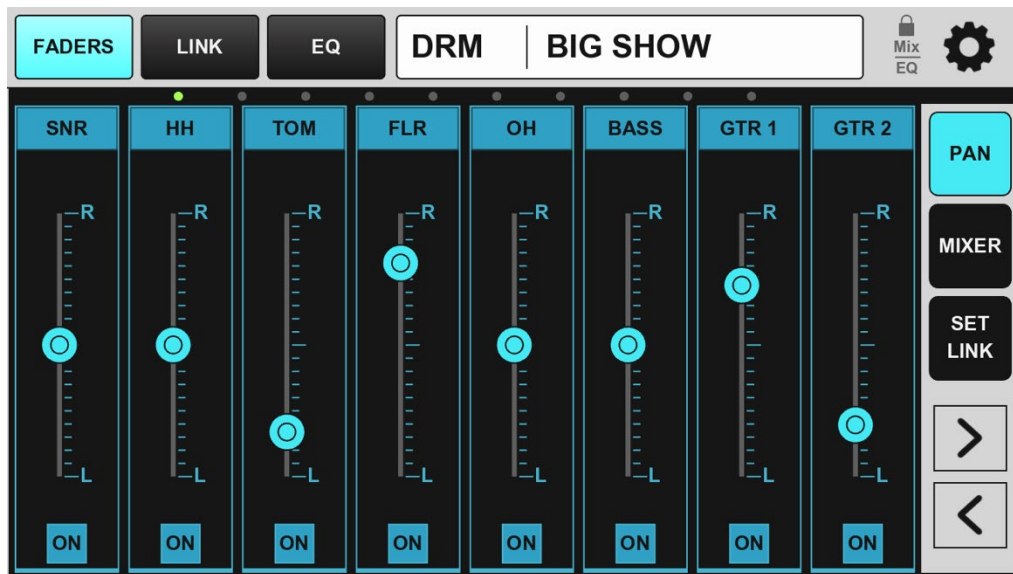 FADERS LINK EQ DRM BIG SHOW Mix
EQ
SNR HH TOM FLR OH BASS GTR 1 GTR 2
PAN
R R R R R R R R
MIXER
SET
LINK
L L L L L L L L
ON ON ON ON ON ON ON ON